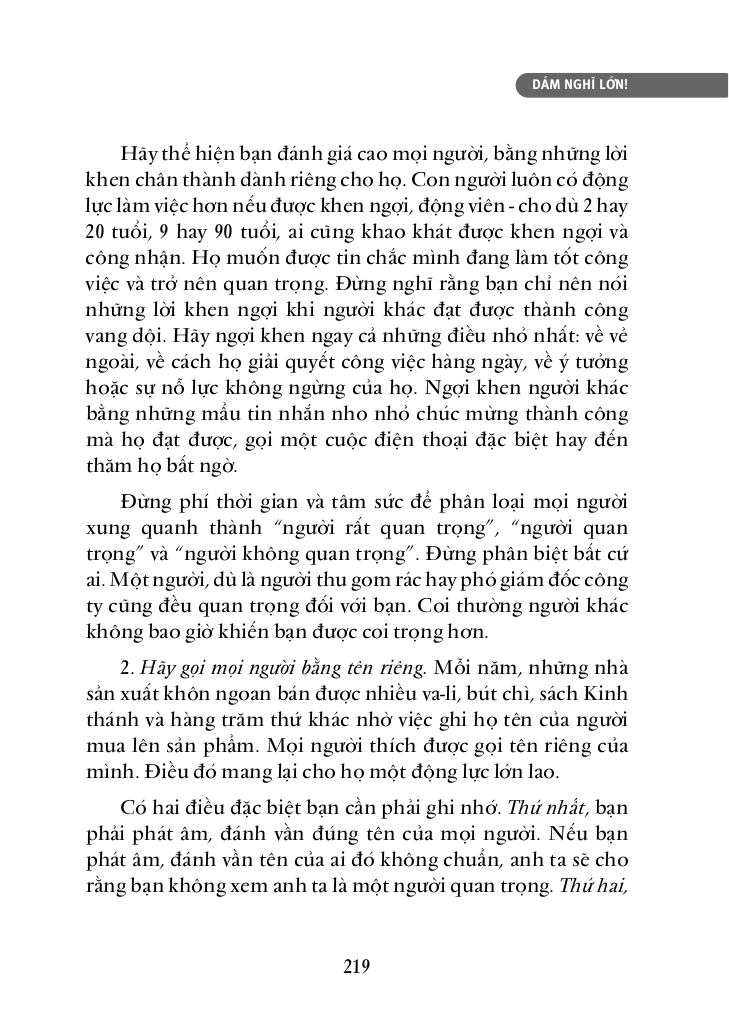 DÁM NGHĨ LỚN!
Hãy thể hiện bạn đánh giá cao mọi người, bằng những lời
khen chân thành dành riêng cho họ. Con người luôn có động
lực làm việc hơn nếu được khen ngợi, động viên - cho dù 2 hay
20 tuổi, 9 hay 90 tuổi, ai cũng khao khát được khen ngợi và
công nhận. Họ muốn được tin chắc mình đang làm tốt công
việc và trở nên quan trọng. Đừng nghĩ rằng bạn chỉ nên nói
những lời khen ngợi khi người khác đạt được thành công
vang dội. Hãy ngợi khen ngay cả những điều nhỏ nhất: về vẻ
ngoài, về cách họ giải quyết công việc hàng ngày, về ý tưởng
hoặc sự nỗ lực không ngừng của họ. Ngợi khen người khác
bằng những mẩu tin nhắn nho nhỏ chúc mừng thành công
mà họ đạt được, gọi một cuộc điện thoại đặc biệt hay đến
thăm họ bất ngờ.
Đừng phí thời gian và tâm sức để phân loại mọi người
xung quanh thành “người rất quan trọng”, “người quan
trọng” và “người không quan trọng”. Đừng phân biệt bất cứ
ai. Một người, dù là người thu gom rác hay phó giám đốc công
ty cũng đều quan trọng đối với bạn. Coi thường người khác
không bao giờ khiến bạn được coi trọng hơn.
2. Hãy gọi mọi người bằng tên riêng. Mỗi năm, những nhà
sản xuất khôn ngoan bán được nhiều va-li, bút chì, sách Kinh
thánh và hàng trăm thứ khác nhờ việc ghi họ tên của người
mua lên sản phẩm. Mọi người thích được gọi tên riêng của
mình. Điều đó mang lại cho họ một động lực lớn lao.
Có hai điều đặc biệt bạn cần phải ghi nhớ. Thứ nhất, bạn
phải phát âm, đánh vần đúng tên của mọi người. Nếu bạn
phát âm, đánh vần tên của ai đó không chuẩn, anh ta sẽ cho
rằng bạn không xem anh ta là một người quan trọng. Thứ hai,
219